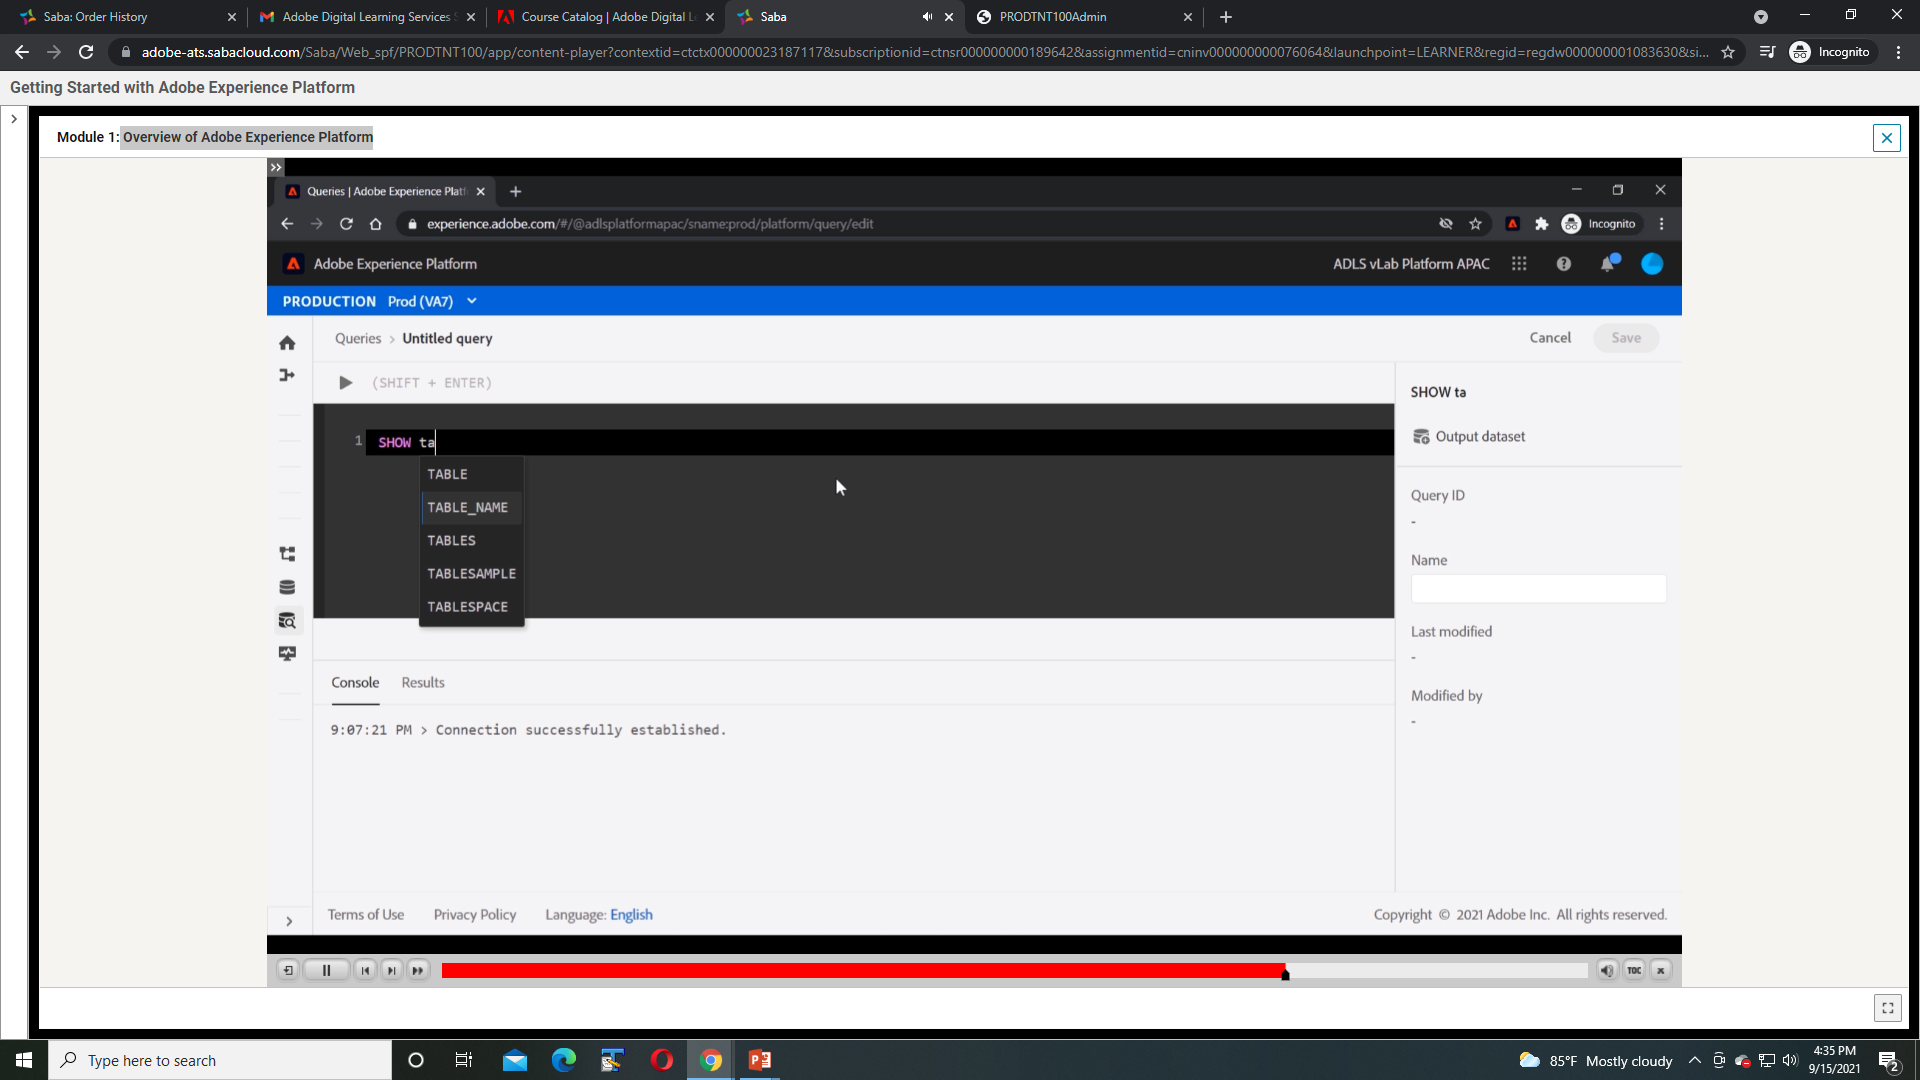 Saba: Order History
Adobe Digital Learning Services S
Course Catalog | Adobe Digital L
Saba
PRODTNT100Admin
adobe-ats.sabacloud.com/Saba/Web_spf/PRODTNT100/app/content-player?contextid=ctctx000000023187117&subscriptionid=ctnsr000000000189642&assignmentid=cninv000000000076064&launchpoint=LEARNER&regid=regdw000000001083630&si...
Incognito
Getting Started with Adobe Experience Platform
Module 1: Overview of Adobe Experience Platform
Queries | Adobe Experience Platf
experience.adobe.com/#/@adlsplatformapac/sname:prod/platform/query/edit
Incognito
Adobe Experience Platform
ADLS vLab Platform APAC
PRODUCTION Prod (VA7)
Queries > Untitled query
Cancel
Save
(SHIFT + ENTER)
SHOW ta
1 SHOW ta
Output dataset
TABLE
TABLE_NAME
TABLES
TABLESAMPLE
TABLESPACE
Query ID
-
Name
Last modified
-
Modified by
-
Console
Results
9:07:21 PM > Connection successfully established.
Terms of Use
Privacy Policy
Language: English
Copyright © 2021 Adobe Inc. All rights reserved.
TOC
Type here to search
85°F Mostly cloudy
4:35 PM
9/15/2021
2